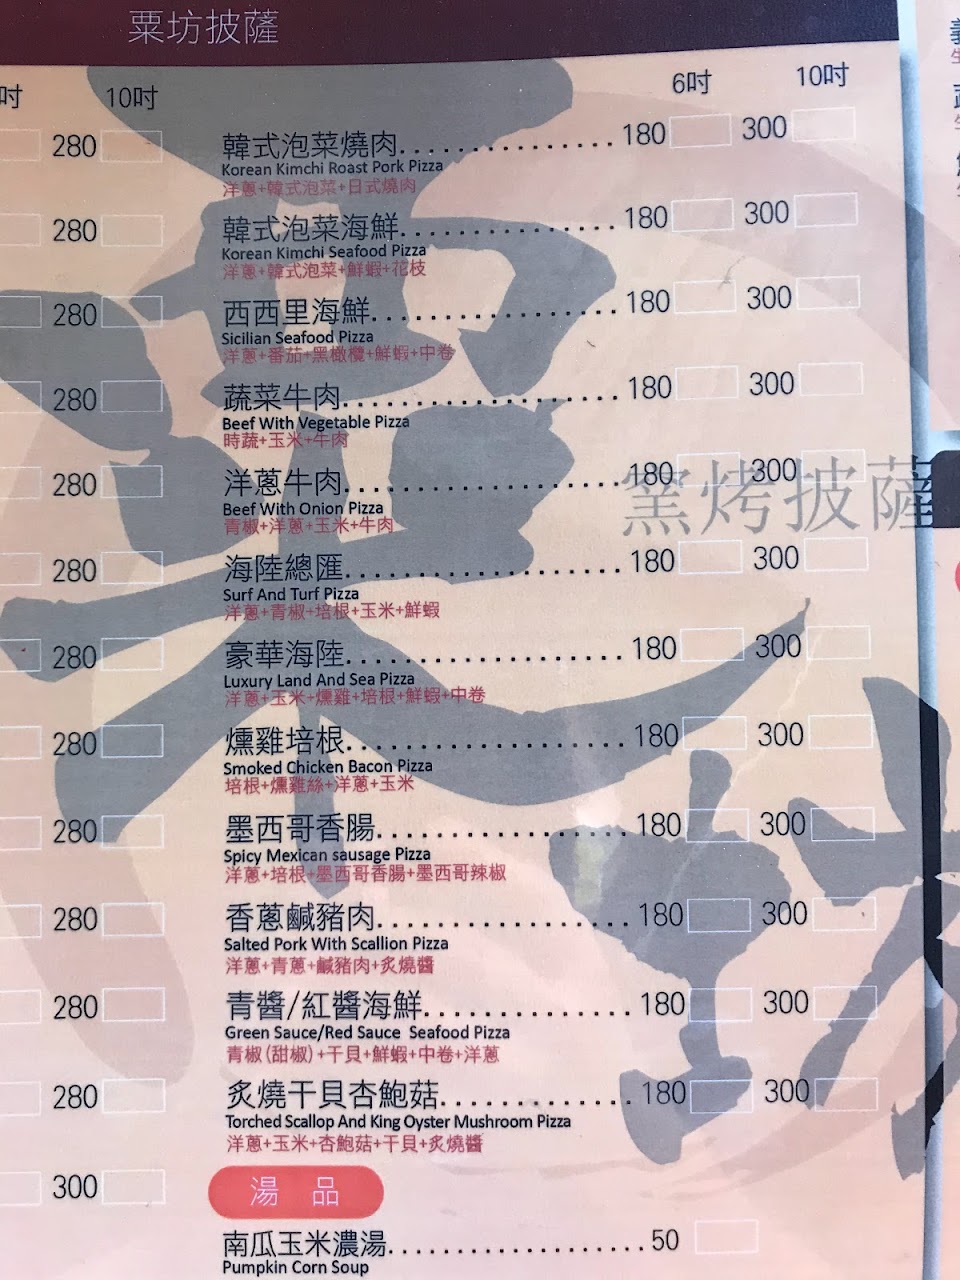 粟坊披薩
吋 10吋 6吋 10吋
280 韓式泡菜燒肉 180 300
Korean Kimchi Roast Pork Pizza
洋蔥+韓式泡菜+日式燒肉
280 韓式泡菜海鮮 180 300
Korean Kimchi Seafood Pizza
洋蔥+韓式泡菜+鮮蝦+花枝
280 西西里海鮮 180 300
Sicilian Seafood Pizza
洋蔥+番茄+黑橄欖+鮮蝦+中卷
280 蔬菜牛肉 180 300
Beef With Vegetable Pizza
時蔬+玉米+牛肉
280 洋蔥牛肉 180 300
Beef With Onion Pizza
青椒+洋蔥+玉米+牛肉
窯烤披薩
280 海陸總匯 180 300
Surf And Turf Pizza
洋蔥+青椒+培根+玉米+鮮蝦
280 豪華海陸 180 300
Luxury Land And Sea Pizza
洋蔥+玉米+燻雞+培根+鮮蝦+中卷
280 燻雞培根 180 300
Smoked Chicken Bacon Pizza
培根+燻雞絲+洋蔥+玉米
280 墨西哥香腸 180 300
Spicy Mexican sausage Pizza
洋蔥+培根+墨西哥香腸+墨西哥辣椒
280 香蔥鹹豬肉 180 300
Salted Pork With Scallion Pizza
洋蔥+青蔥+鹹豬肉+炙燒醬
280 青醬/紅醬海鮮 180 300
Green Sauce/Red Sauce Seafood Pizza
青椒(甜椒)+干貝+鮮蝦+中卷+洋蔥
280 炙燒干貝杏鮑菇 180 300
Torched Scallop And King Oyster Mushroom Pizza
洋蔥+玉米+杏鮑菇+干貝+炙燒醬
300 湯品
南瓜玉米濃湯 50
Pumpkin Corn Soup